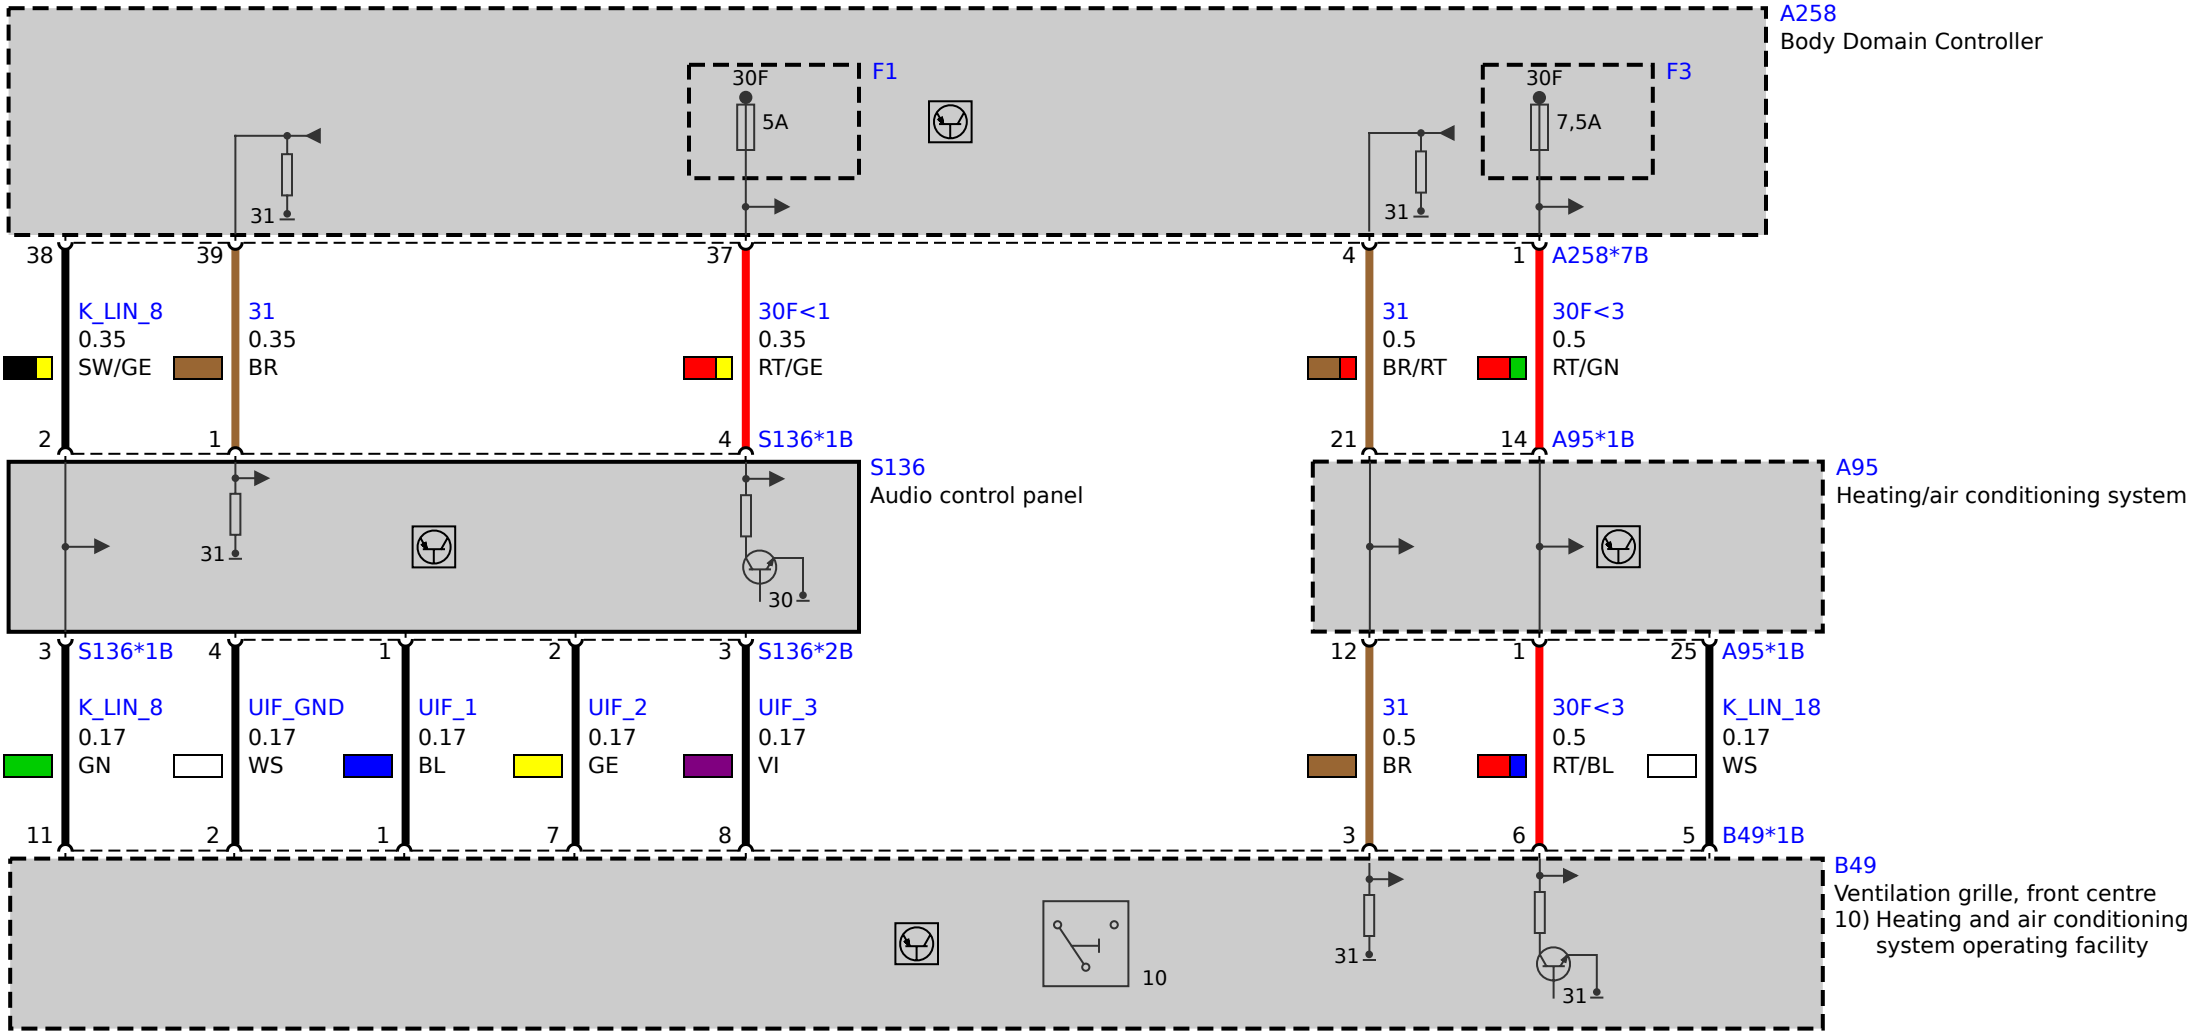 A258
Body Domain Controller
30F
F1
5A
30F
F3
7,5A
31
31
38
39
37
4
1
A258*7B
K_LIN_8
0.35
SW/GE
31
0.35
BR
30F<1
0.35
RT/GE
31
0.5
BR/RT
30F<3
0.5
RT/GN
2
1
4
S136*1B
21
14
A95*1B
S136
Audio control panel
A95
Heating/air conditioning system
31
30
3
S136*1B
4
1
2
3
S136*2B
12
1
25
A95*1B
K_LIN_8
0.17
GN
UIF_GND
0.17
WS
UIF_1
0.17
BL
UIF_2
0.17
GE
UIF_3
0.17
VI
31
0.5
BR
30F<3
0.5
RT/BL
K_LIN_18
0.17
WS
11
2
1
7
8
3
6
5
B49*1B
B49
Ventilation grille, front centre
10) Heating and air conditioning
system operating facility
10
31
31